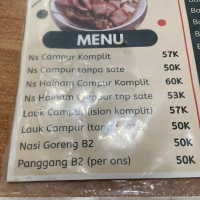 MENU
Ns Campur Komplit 57K
Ns Campur tanpa sate 50K
Ns Hainam Campur Komplit 60K
Ns Hainam Campur tnp sate 53K
Lauk Campur (isian komplit) 57K
Lauk Campur (tanp 50K
Nasi Goreng B2 50K
Panggang B2 (per ons) 50K